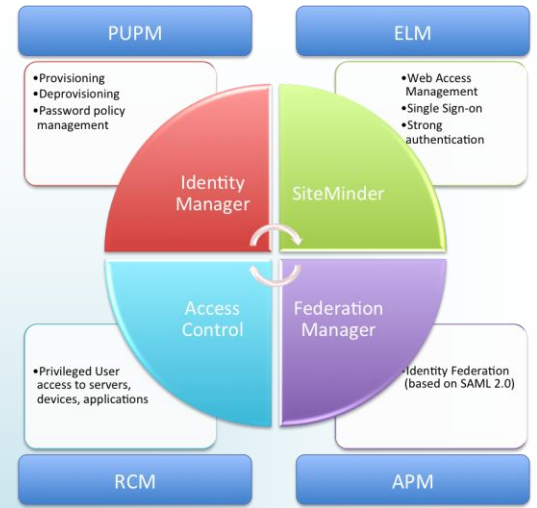 PUPM
ELM
•Provisioning
•Deprovisioning
•Password policy
management
•Web Access
Management
•Single Sign-on
•Strong
authentication
Identity
Manager
SiteMinder
Access
Control
Federation
Manager
•Privileged User
access to servers,
devices, applications
•Identity Federation
(based on SAML 2.0)
RCM
APM